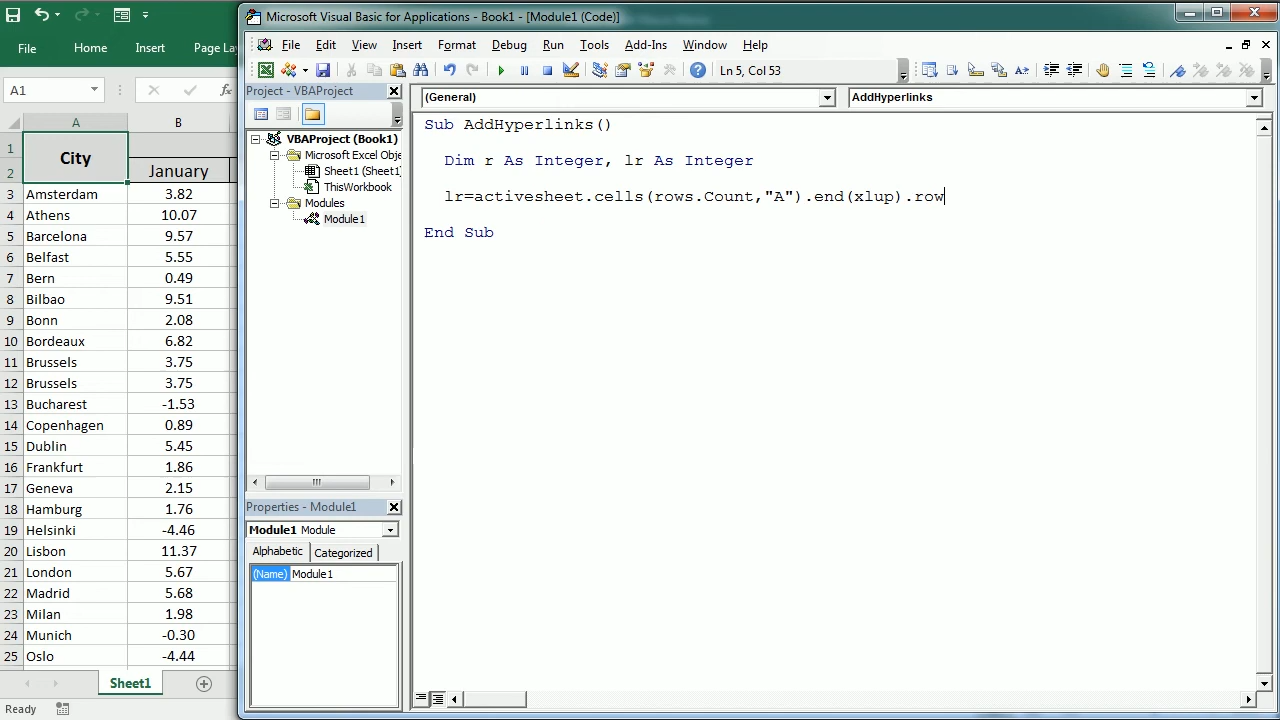 Microsoft Visual Basic for Applications - Book1 - [Module1 (Code)]
File Home Insert Page La
File Edit View Insert Format Debug Run Tools Add-Ins Window Help
Ln 5, Col 53
A1
fx
Project - VBAProject
VBAProject (Book1)
Microsoft Excel Obje
Sheet1 (Sheet1)
ThisWorkbook
Modules
Module1
Properties - Module1
Module1 Module
Alphabetic Categorized
(Name) Module1
(General) AddHyperlinks
Sub AddHyperlinks()
Dim r As Integer, lr As Integer
lr=activesheet.cells(rows.Count,"A").end(xlup).row
End Sub
A B
1 City
2 January
3 Amsterdam 3.82
4 Athens 10.07
5 Barcelona 9.57
6 Belfast 5.55
7 Bern 0.49
8 Bilbao 9.51
9 Bonn 2.08
10 Bordeaux 6.82
11 Brussels 3.75
12 Brussels 3.75
13 Bucharest -1.53
14 Copenhagen 0.89
15 Dublin 5.45
16 Frankfurt 1.86
17 Geneva 2.15
18 Hamburg 1.76
19 Helsinki -4.46
20 Lisbon 11.37
21 London 5.67
22 Madrid 5.68
23 Milan 1.98
24 Munich -0.30
25 Oslo -4.44
Sheet1
Ready